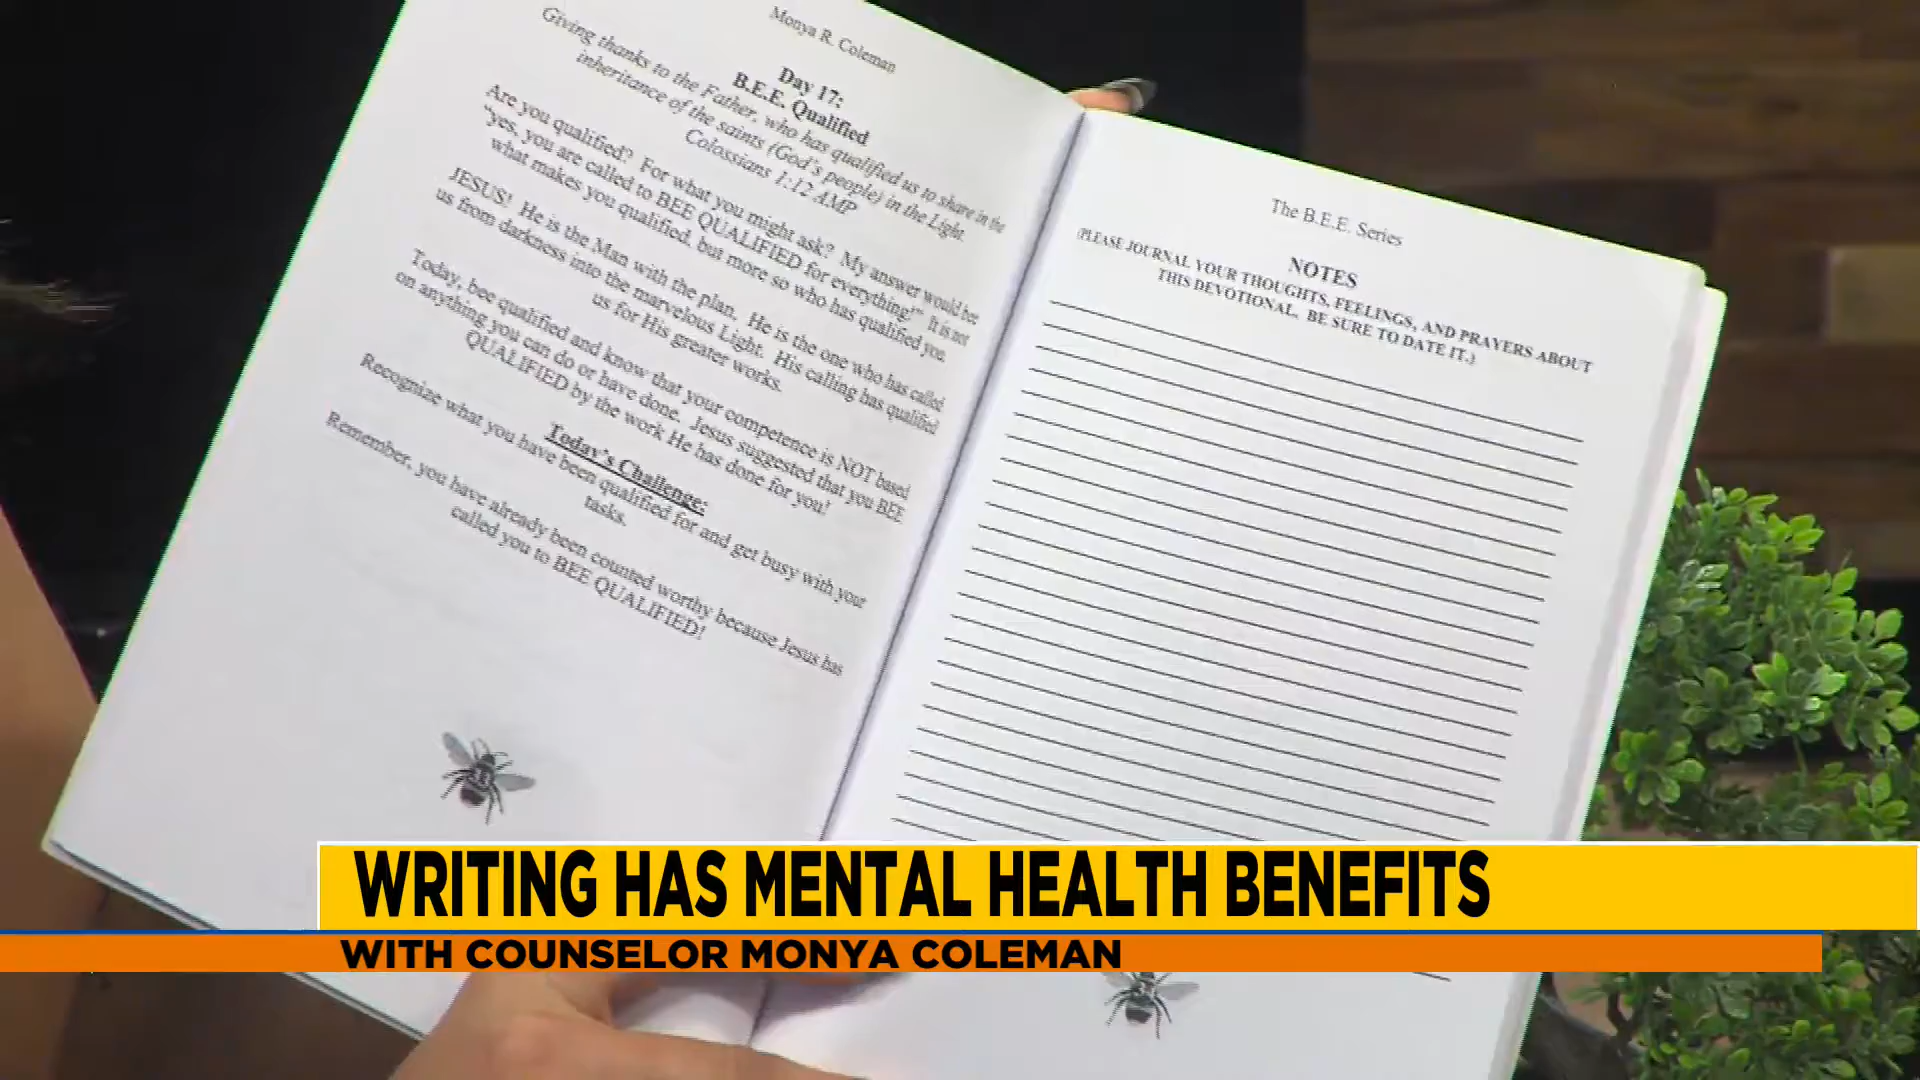 Monya R. Coleman
Day 17:
B.E.E. Qualified
Giving thanks to the Father, who has qualified us to share in the
inheritance of the saints (God's people) in the Light.
Colossians 1:12 AMP
Are you qualified? For what you might ask? My answer would be
"yes, you are called to BEE QUALIFIED for everything!" It is not
what makes you qualified, but more so who has qualified you.
JESUS! He is the Man with the plan. He is the one who has called
us from darkness into the marvelous Light. His calling has qualified
us for His greater works.
Today, bee qualified and know that your competence is NOT based
on anything you can do or have done. Jesus suggested that you BEE
QUALIFIED by the work He has done for you!
Today's Challenge:
Recognize what you have been qualified for and get busy with your
tasks.
Remember, you have already been counted worthy because Jesus has
called you to BEE QUALIFIED!
The B.E.E. Series
NOTES
(PLEASE JOURNAL YOUR THOUGHTS, FEELINGS, AND PRAYERS ABOUT
THIS DEVOTIONAL. BE SURE TO DATE IT.)
WRITING HAS MENTAL HEALTH BENEFITS
WITH COUNSELOR MONYA COLEMAN